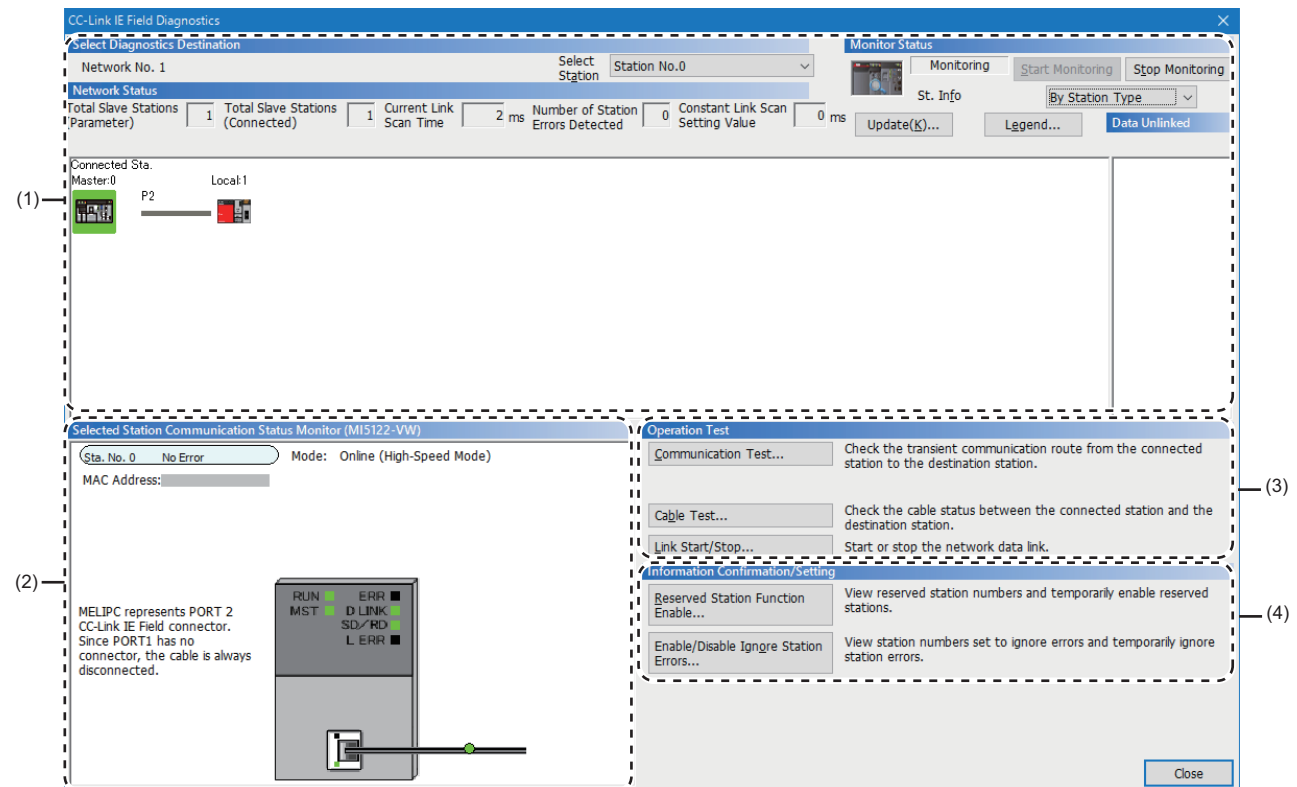 CC-Link IE Field Diagnostics
Select Diagnostics Destination
Network No. 1
Select Station
Station No.0
Monitor Status
Monitoring
Start Monitoring
Stop Monitoring
St. Info
By Station Type
Network Status
Total Slave Stations (Parameter)
1
Total Slave Stations (Connected)
1
Current Link Scan Time
2 ms
Number of Station Errors Detected
0
Constant Link Scan Setting Value
0 ms
Update(K)...
Legend...
Data Unlinked
Connected Sta.
Master:0
P2
Local:1
(1)
Selected Station Communication Status Monitor (MI5122-VW)
Sta. No. 0 No Error
Mode: Online (High-Speed Mode)
MAC Address:
MELIPC represents PORT 2
CC-Link IE Field connector.
Since PORT1 has no
connector, the cable is always
disconnected.
RUN ERR
MST D LINK
SD/RD
L ERR
(2)
Operation Test
Communication Test...
Check the transient communication route from the connected
station to the destination station.
Cable Test...
Check the cable status between the connected station and the
destination station.
Link Start/Stop...
Start or stop the network data link.
(3)
Information Confirmation/Setting
Reserved Station Function
Enable...
View reserved station numbers and temporarily enable reserved
stations.
Enable/Disable Ignore Station
Errors...
View station numbers set to ignore errors and temporarily ignore
station errors.
(4)
Close